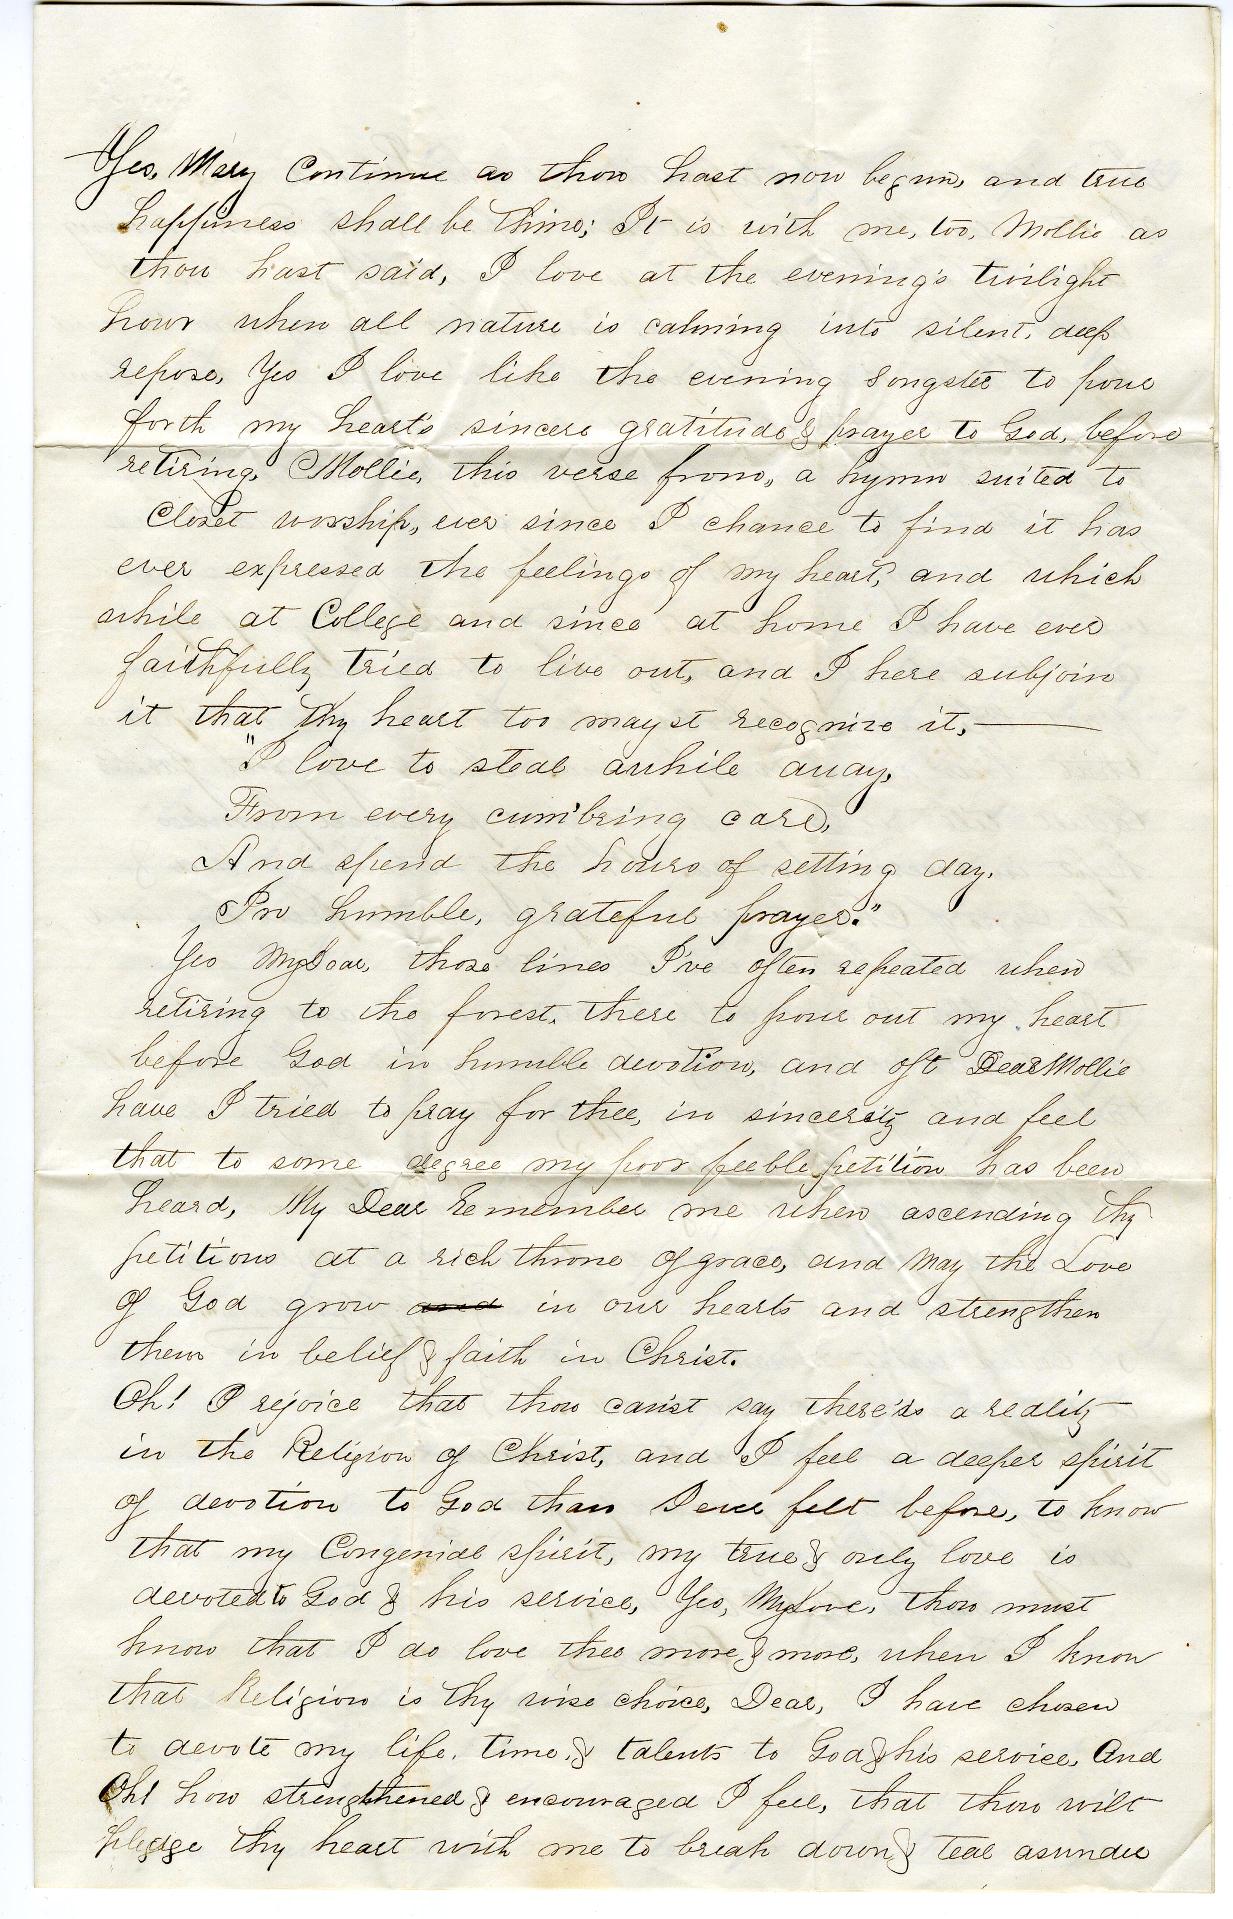 Yes, Mary Continue as thou hast now begun, and true
happiness shall be thine; It is with me, too, Mollie as
thou hast said, I love at the evening's twilight
hour when all nature is calming into silent, deep
repose, Yes I love like the evening Songster to pour
forth my heart's sincere gratitude & prayer to God, before
retiring, Mollie, this verse from, a hymn suited to
Closet worship, ever since I chance to find it has
ever expressed the feelings of my heart, and which
while at College and since at home I have ever
faithfully tried to live out, and I here subjoin
it that thy heart too mayst recognize it,—
"I love to steal awhile away,
From every cum'bring care,
And spend the hours of setting day.
In humble, grateful prayer."
Yes My Dear, those lines I've often repeated when
retiring to the forest, there to pour out my heart
before God in humble devotion, and oft Dear Mollie
have I tried to pray for thee, in sincerity and feel
that to some degree my poor feeble petition has been
heard, My Dear Remember me when ascending thy
petitions at a rich throne of grace, and May the Love
of God grow and in our hearts and strengthen
them in belief & faith in Christ.
Oh! I rejoice that thou canst say there is a reality
in the Religion of Christ, and I feel a deeper spirit
of devotion to God than I ever felt before, to know
that my Congenial spirit, my true & only love is
devoted to God & his service, Yes, My Love, thou must
know that I do love thee more & more, when I know
that Religion is thy wise choice, Dear, I have chosen
to devote my life, time, & talents to God & his service, And
Oh! how strengthened & encouraged I feel, that thou wilt
pledge thy heart with me to break down & tear asunder